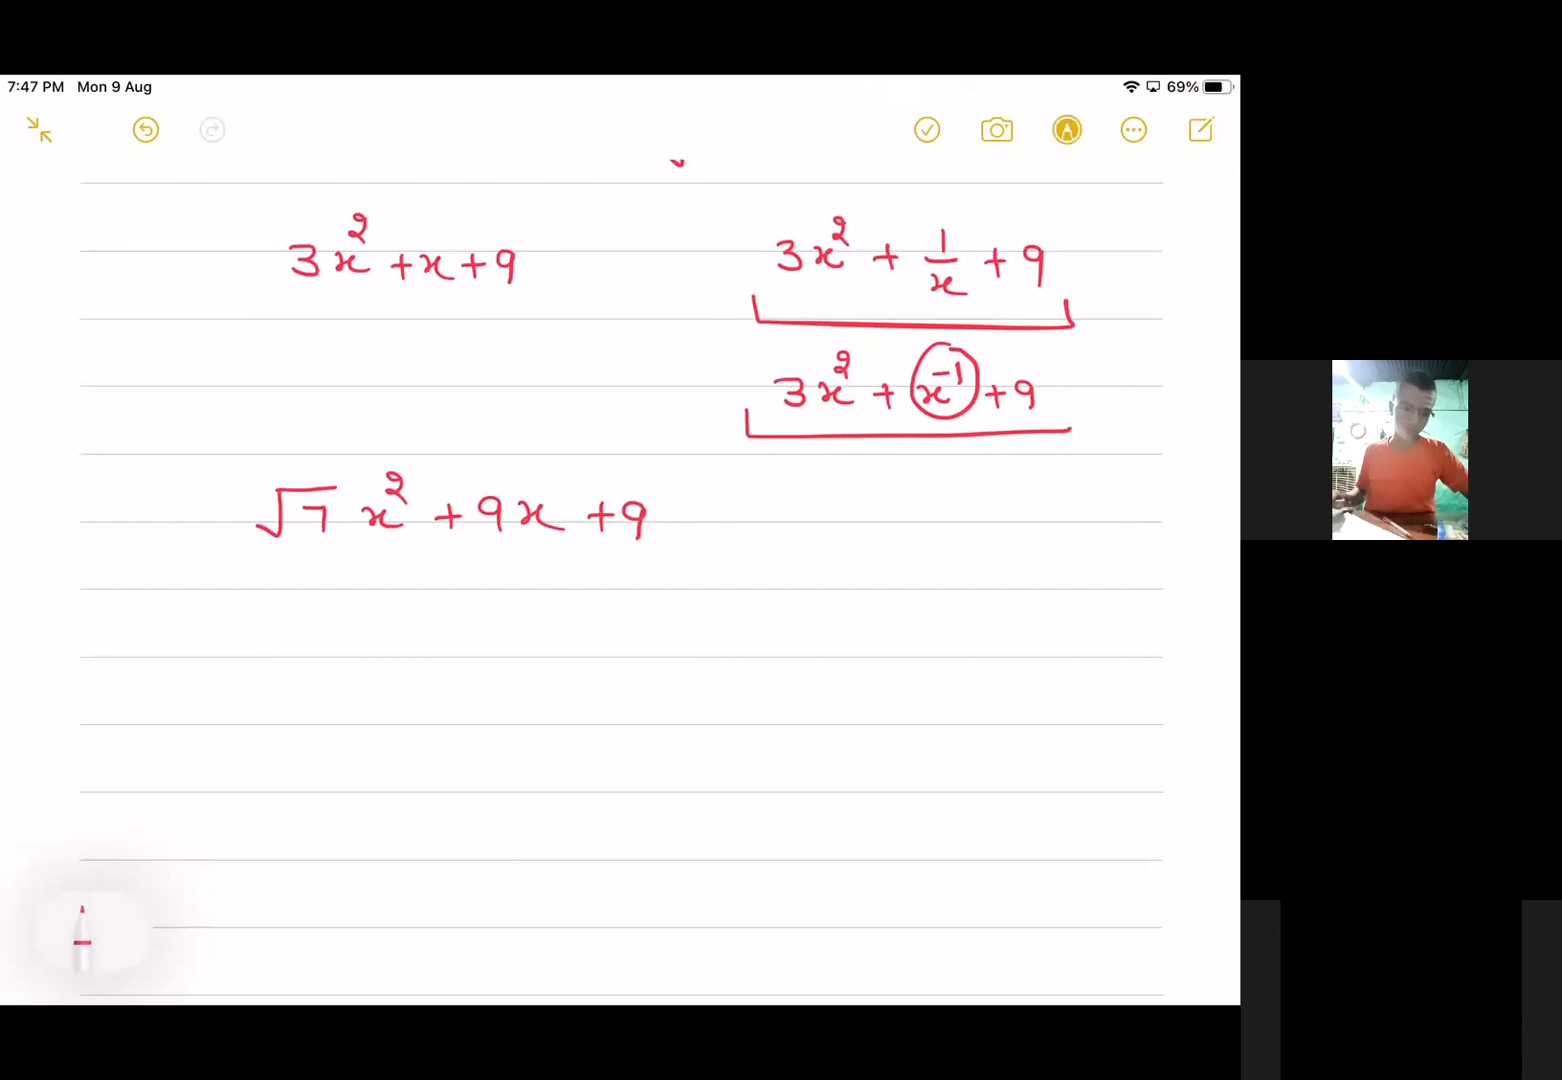 7:47 PM Mon 9 Aug 69%
3x² + x + 9
3x² + 1/x + 9
3x² + x⁻¹ + 9
√7 x² + 9x + 9